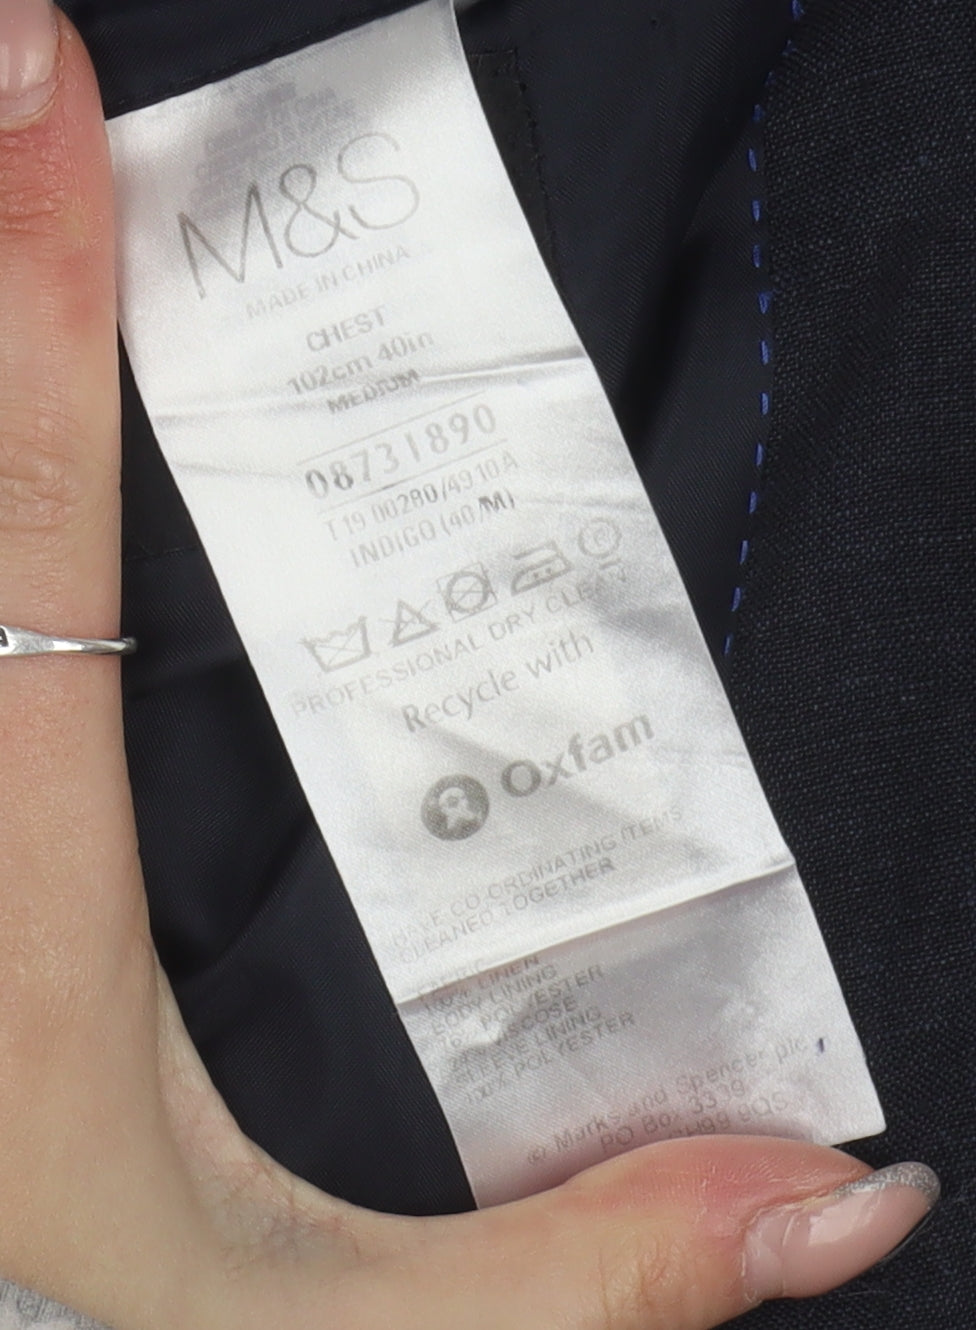 M&S
MADE IN CHINA
CHEST
102cm 40in
MEDIUM
08731890
T19 00280/4910A
INDIGO (40/M)
PROFESSIONAL DRY CLEAN
Recycle with
Oxfam
HAVE CO-ORDINATING ITEMS
CLEANED TOGETHER
FABRIC
100% LINEN
BODY LINING
POLYESTER
VISCOSE
SLEEVE LINING
100% POLYESTER
© Marks and Spencer plc
PO Box 3339
9QS